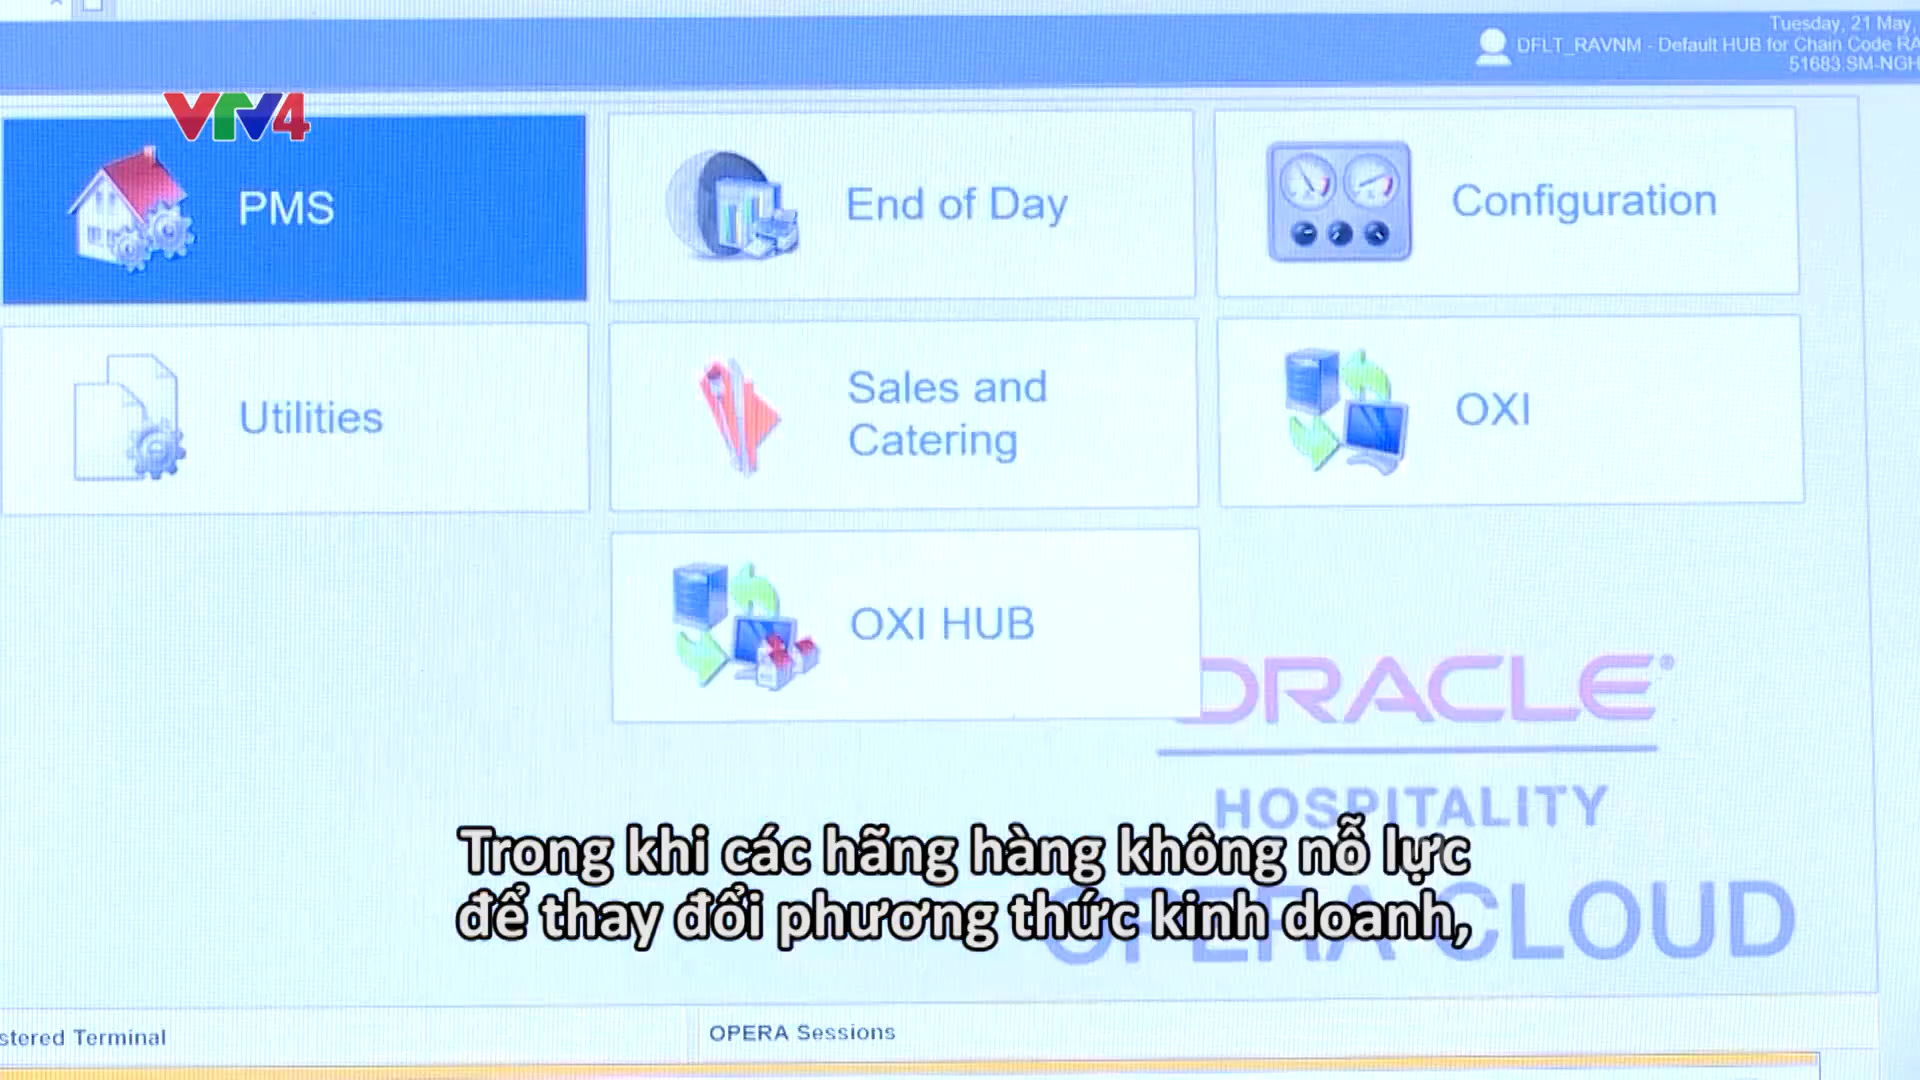 Tuesday, 21 May,
DFLT_RAVNM - Default HUB for Chain Code RA
51683.SM-NGH
VTV4
PMS
End of Day
Configuration
Utilities
Sales and
Catering
OXI
OXI HUB
ORACLE®
HOSPITALITY
OPERA CLOUD
Trong khi các hãng hàng không nỗ lực
để thay đổi phương thức kinh doanh,
stered Terminal
OPERA Sessions